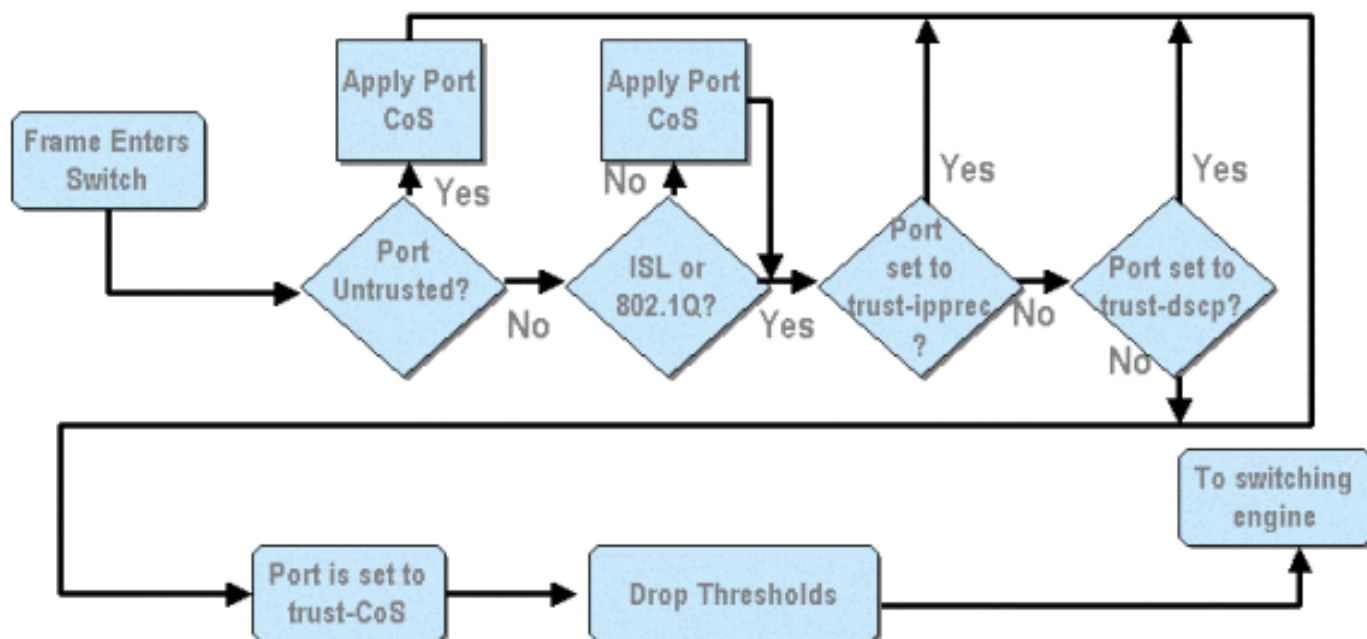 Frame Enters
Switch
Apply Port
CoS
Yes
Port
Untrusted?
No
Apply Port
CoS
No
ISL or
802.1Q?
Yes
Yes
Port
set to
trust-ipprec
?
No
Yes
Port set to
trust-dscp?
No
Port is set to
trust-CoS
Drop Thresholds
To switching
engine